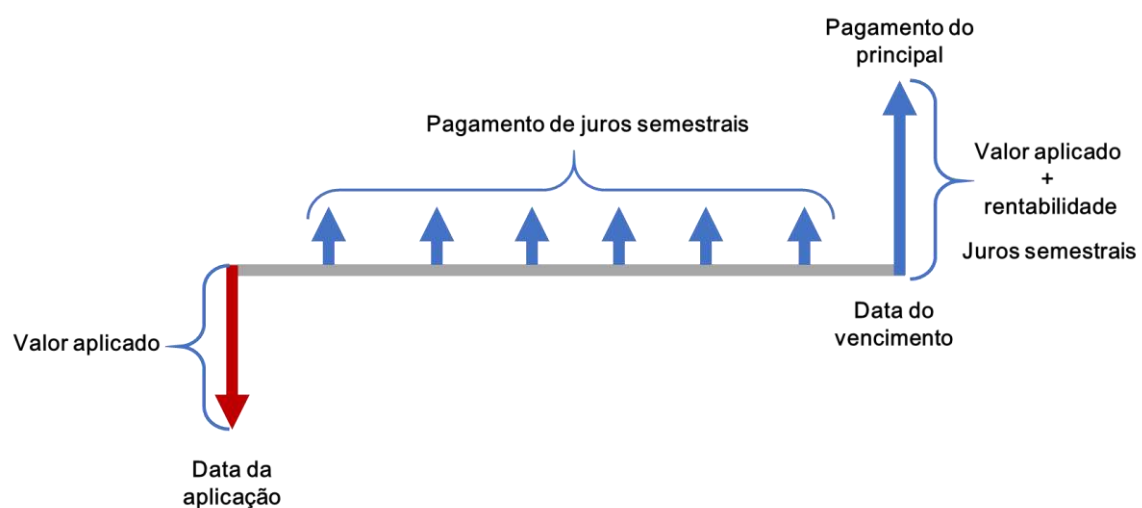 Pagamento do
principal
Pagamento de juros semestrais
Valor aplicado
+
rentabilidade
Juros semestrais
Valor aplicado
Data do
vencimento
Data da
aplicação